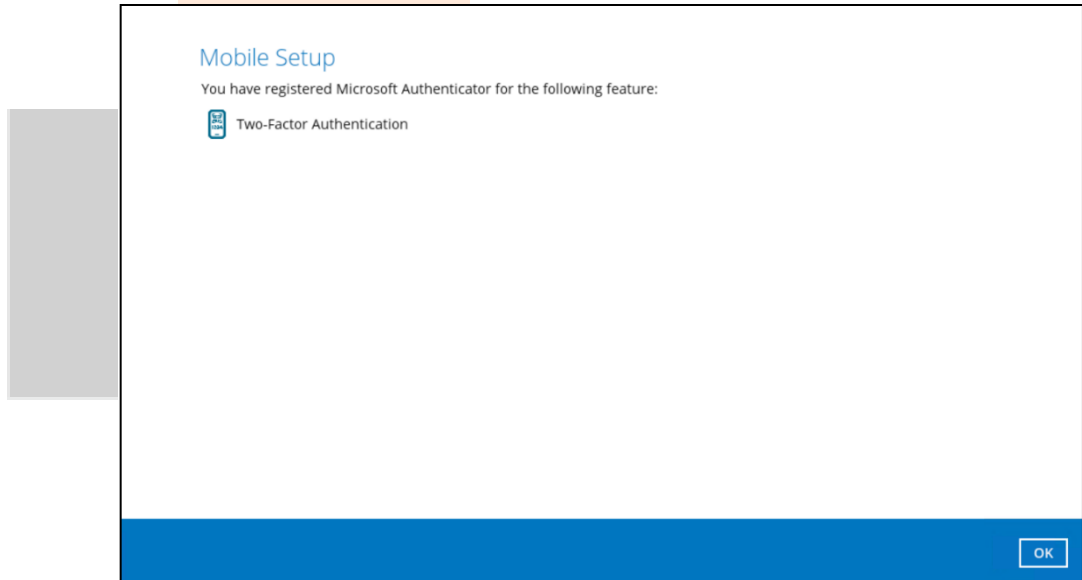 Mobile Setup
You have registered Microsoft Authenticator for the following feature:
Two-Factor Authentication
OK